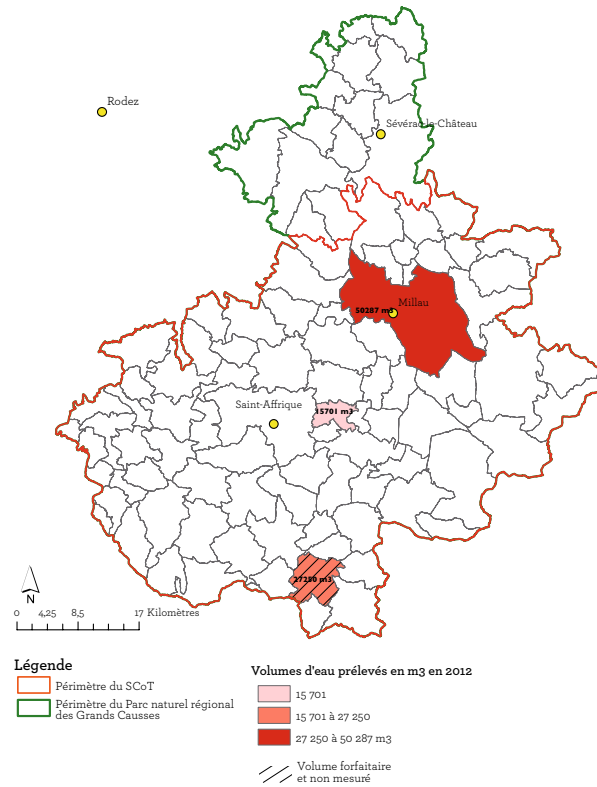 Rodez
Sévérac-le-Château
50287 m3
Millau
Saint-Affrique
15701 m3
27250 m3
N
0 4,25 8,5 17 Kilomètres
Légende
Périmètre du SCoT
Périmètre du Parc naturel régional
des Grands Causses
Volumes d'eau prélevés en m3 en 2012
15 701
15 701 à 27 250
27 250 à 50 287 m3
Volume forfaitaire
et non mesuré